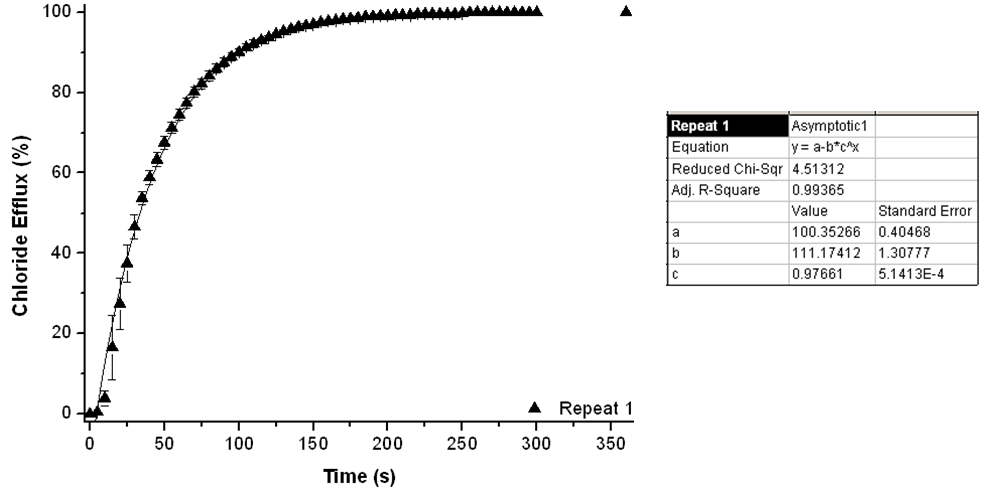 100
80
60
40
20
0
Chloride Efflux (%)
0 50 100 150 200 250 300 350
Time (s)
Repeat 1
Repeat 1 Asymptotic1
Equation y = a-b*c^x
Reduced Chi-Sqr 4.51312
Adj. R-Square 0.99365
Value Standard Error
a 100.35266 0.40468
b 111.17412 1.30777
c 0.97661 5.1413E-4